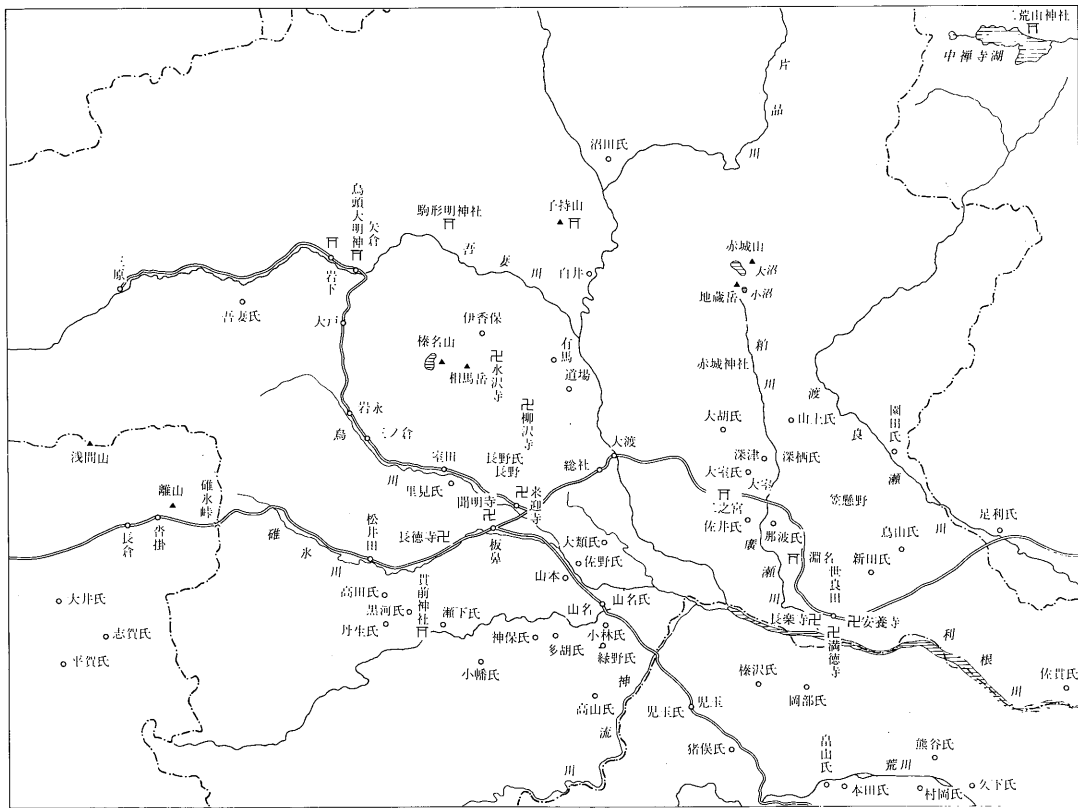 二荒山神社
中禅寺湖
片品川
沼田氏
子持山
駒形明神社
鳥頭大明神
矢倉
岩下
三原
吾妻氏
大戸
吾妻川
白井
赤城山
大沼
地蔵岳
小沼
伊香保
榛名山
相馬岳
水沢寺
有馬
道場
粕川
赤城神社
渡良瀬川
園田氏
大胡氏
山上氏
岩氷
三ノ倉
烏川
柳沢寺
浅間山
室田
長野氏
長野
里見氏
聞明寺
来迎寺
総社
大渡
深津
深栖氏
大室氏
大室
二之宮
佐井氏
那波氏
笠懸野
足利氏
鳥山氏
新田氏
淵名
世良田
廣瀬川
離山
碓氷峠
沓掛
長倉
碓氷川
松井田
長徳寺
板鼻
大類氏
佐野氏
山本
山名氏
山名
大井氏
志賀氏
平賀氏
高田氏
黒河氏
丹生氏
貫前神社
瀬下氏
神保氏
多胡氏
小林氏
緑野氏
小幡氏
高山氏
神流川
長楽寺
安養寺
満徳寺
利根川
佐貫氏
榛沢氏
岡部氏
児玉氏
児玉
猪俣氏
畠山氏
本田氏
荒川
熊谷氏
村岡氏
久下氏